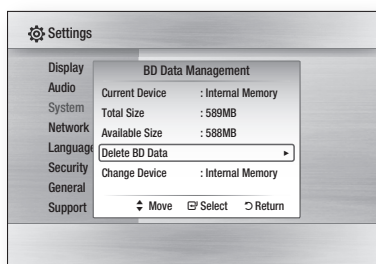 Settings
Display
Audio
System
Network
Language
Security
General
Support
BD Data Management
Current Device : Internal Memory
Total Size : 589MB
Available Size : 588MB
Delete BD Data ►
Change Device : Internal Memory
Move Select Return